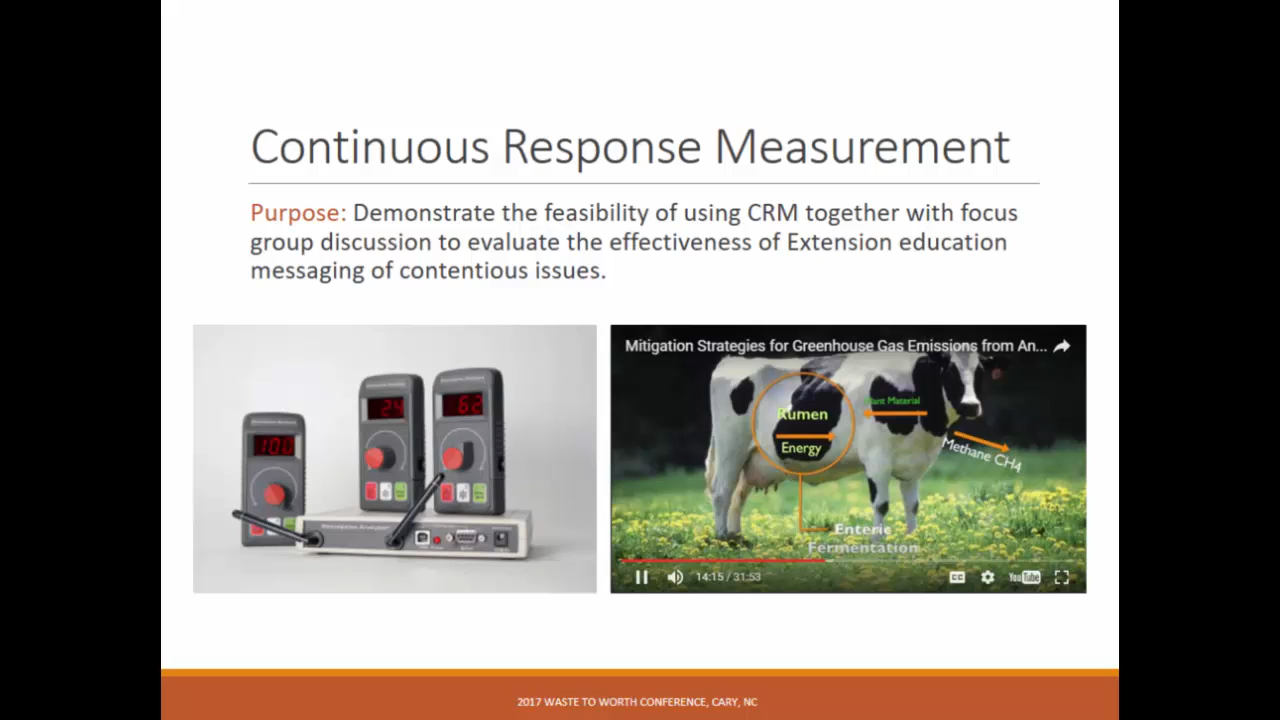 Continuous Response Measurement
Purpose: Demonstrate the feasibility of using CRM together with focus
group discussion to evaluate the effectiveness of Extension education
messaging of contentious issues.
100
24
62
Mitigation Strategies for Greenhouse Gas Emissions from An...
Rumen
Energy
Plant Material
Methane CH4
Enteric
Fermentation
14:15 / 31:53
CC
YouTube
2017 WASTE TO WORTH CONFERENCE, CARY, NC